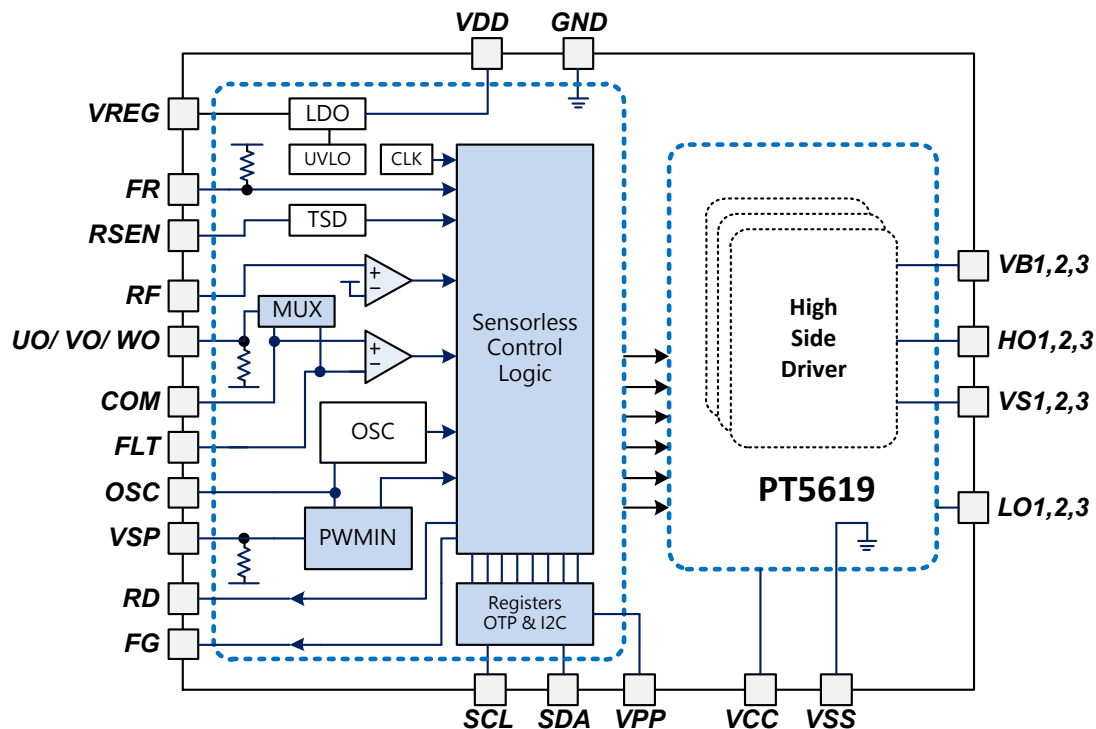 VDD
GND
VREG
LDO
UVLO
CLK
FR
RSEN
TSD
RF
+
−
MUX
UO/ VO/ WO
+
−
Sensorless
Control
Logic
COM
FLT
OSC
OSC
VSP
PWMIN
RD
FG
Registers
OTP & I2C
High
Side
Driver
PT5619
VB1,2,3
HO1,2,3
VS1,2,3
LO1,2,3
SCL
SDA
VPP
VCC
VSS